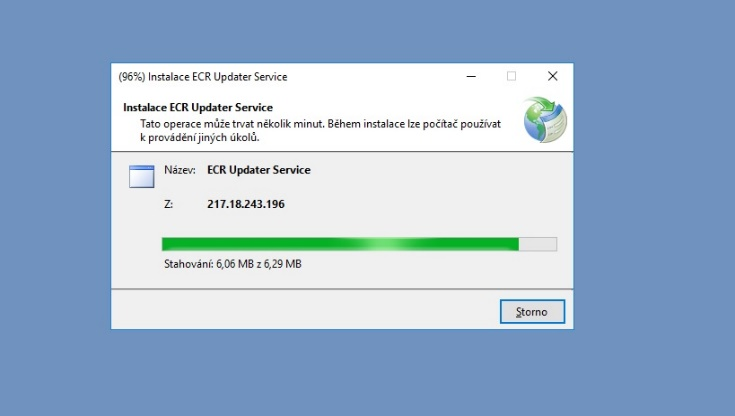 (96%) Instalace ECR Updater Service
Instalace ECR Updater Service
Tato operace může trvat několik minut. Během instalace lze počítač používat
k provádění jiných úkolů.
Název: ECR Updater Service
Z: 217.18.243.196
Stahování: 6,06 MB z 6,29 MB
Storno